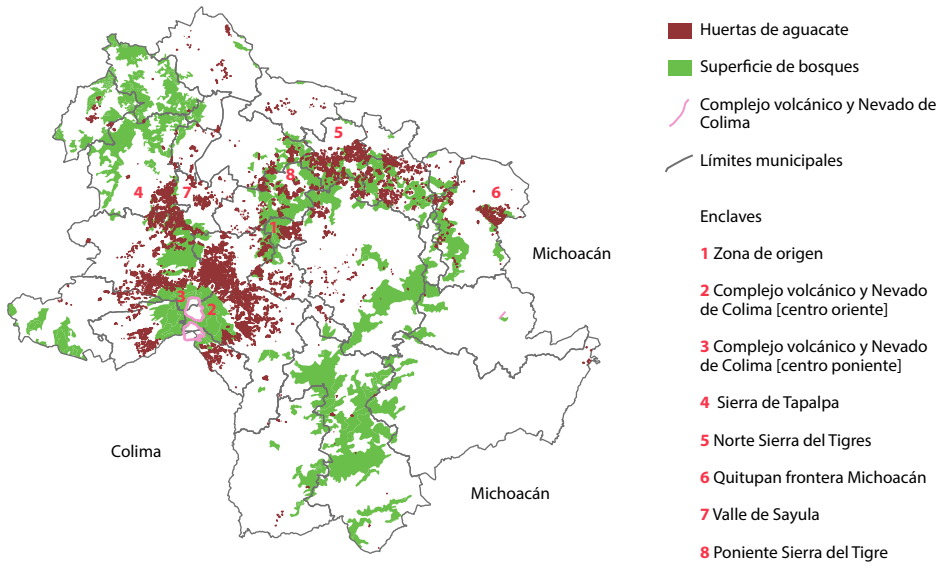 Huertas de aguacate
Superficie de bosques
Complejo volcánico y Nevado de
Colima
Límites municipales
Enclaves
1 Zona de origen
2 Complejo volcánico y Nevado
de Colima [centro oriente]
3 Complejo volcánico y Nevado
de Colima [centro poniente]
4 Sierra de Tapalpa
5 Norte Sierra del Tigres
6 Quitupan frontera Michoacán
7 Valle de Sayula
8 Poniente Sierra del Tigre
5
8
4
7
6
1
Michoacán
3
2
Colima
Michoacán